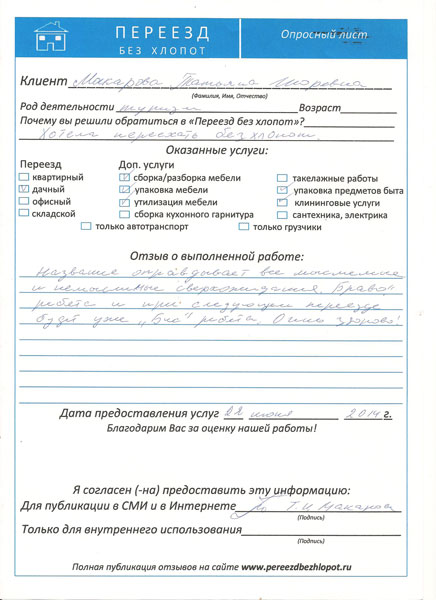 ПЕРЕЕЗД
БЕЗ ХЛОПОТ
Опросный лист
Клиент Макарова Татьяна Игоревна
(Фамилия, Имя, Отчество)
Род деятельности туризм Возраст
Почему вы решили обратиться в «Переезд без хлопот»?
Хотела переехать без хлопот.
Оказанные услуги:
Переезд Доп. услуги
квартирный сборка/разборка мебели такелажные работы
дачный упаковка мебели упаковка предметов быта
офисный утилизация мебели клининговые услуги
складской сборка кухонного гарнитура сантехника, электрика
только автотранспорт только грузчики
Отзыв о выполненной работе:
Название оправдывает все мыслимые
и немыслимые сверхожидания. "Браво"
ребята и при следующем переезде
будет уже "Бис" ребята. Очень здорово!
Дата предоставления услуг 22 июня 2014 г.
Благодарим Вас за оценку нашей работы!
Я согласен (-на) предоставить эту информацию:
Для публикации в СМИ и в Интернете Т.И Макарова
(Подпись)
Только для внутреннего использования
(Подпись)
Полная публикация отзывов на сайте www.pereezdbezhlopot.ru